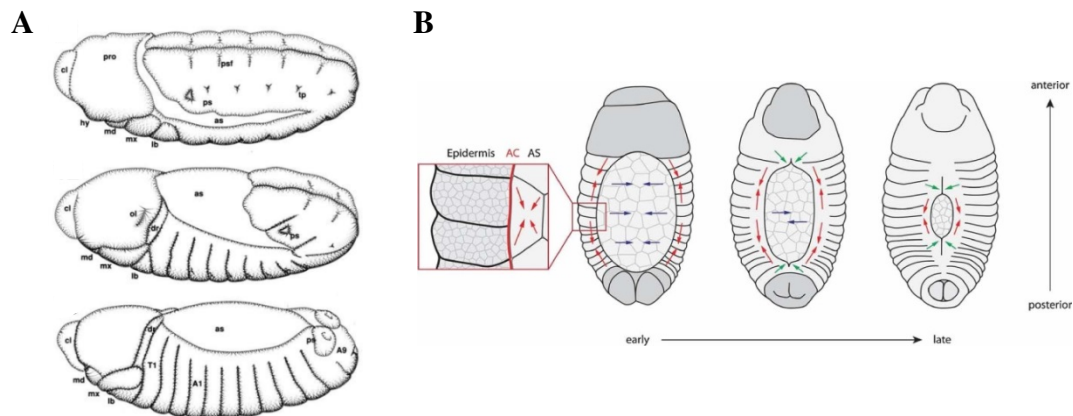 A
cl
pro
psf
ps
tp
as
hy
md
mx
lb
cl
as
ol
dr
ps
md
mx
lb
cl
dr
as
ps
A9
T1
A1
md
mx
lb
B
Epidermis AC AS
anterior
posterior
early
late